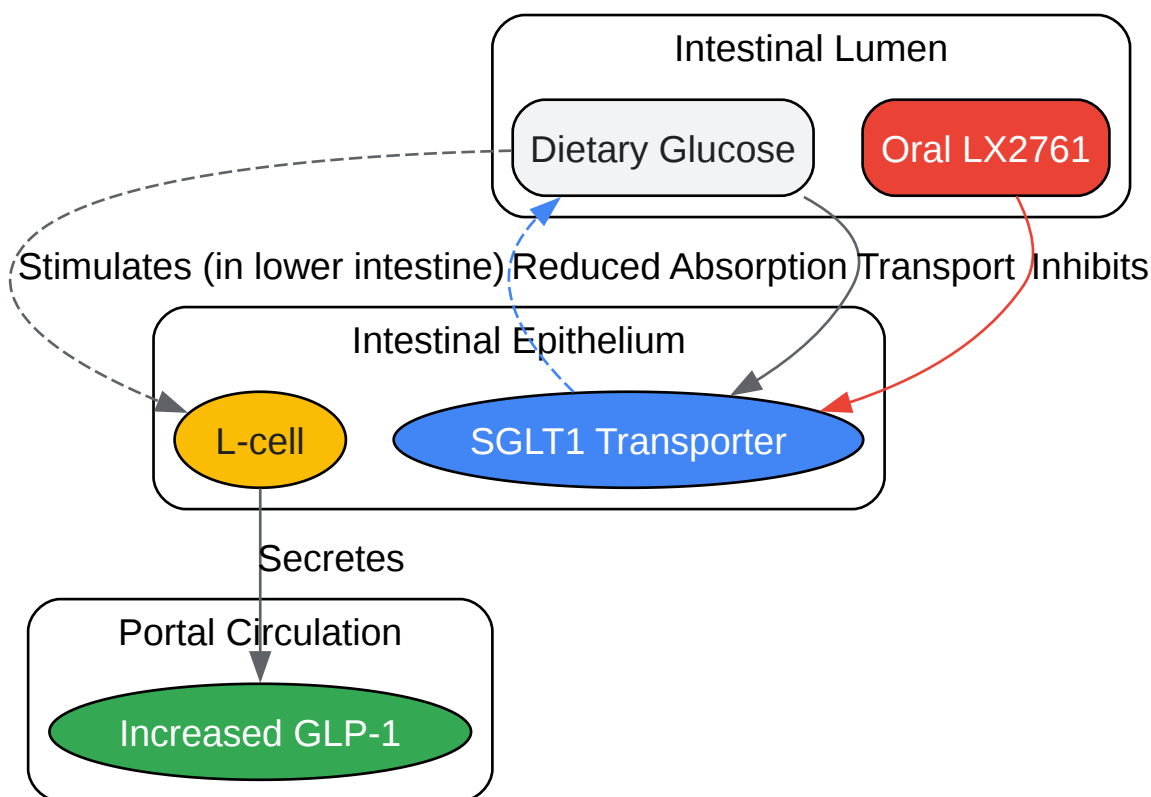 Intestinal Lumen
Dietary Glucose
Oral LX2761
Stimulates (in lower intestine)
Reduced Absorption
Transport
Inhibits
Intestinal Epithelium
L-cell
SGLT1 Transporter
Secretes
Portal Circulation
Increased GLP-1